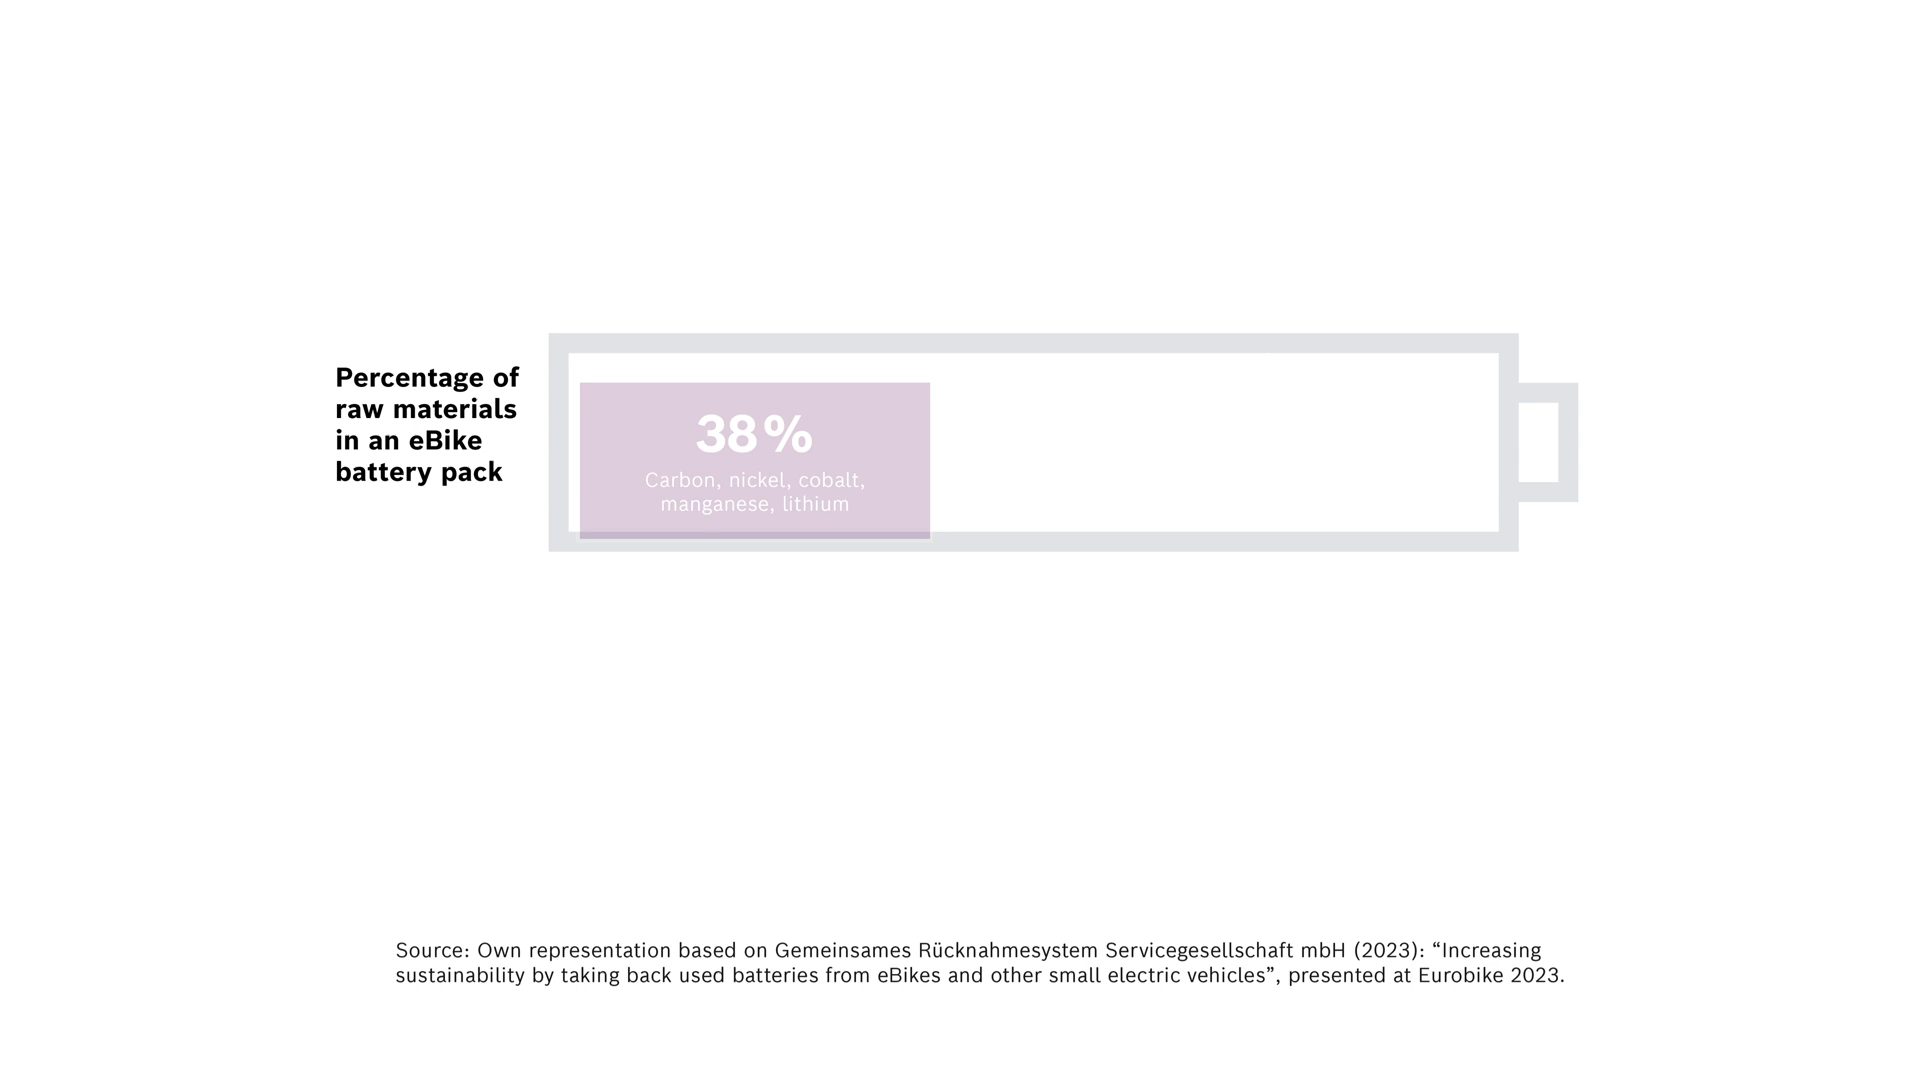 Percentage of
raw materials
in an eBike
battery pack
38 %
Carbon, nickel, cobalt,
manganese, lithium
Source: Own representation based on Gemeinsames Rücknahmesystem Servicegesellschaft mbH (2023): “Increasing
sustainability by taking back used batteries from eBikes and other small electric vehicles”, presented at Eurobike 2023.